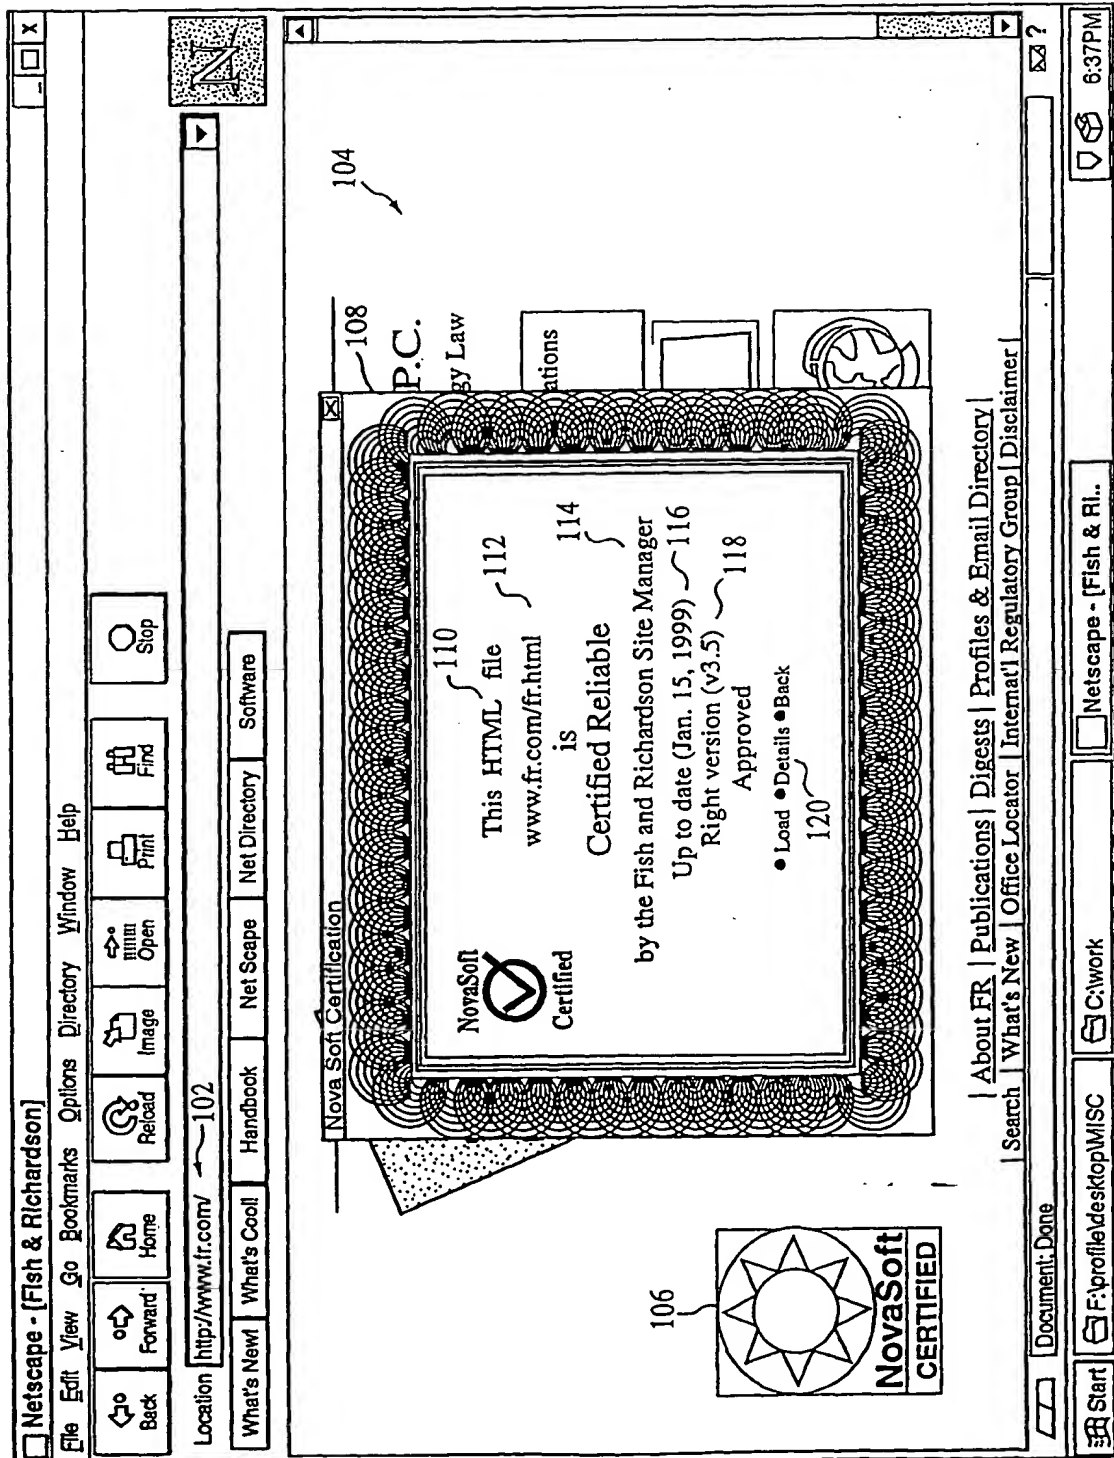 Netscape - [Fish & Richardson]
_ □ X
File Edit View Go Bookmarks Options Directory Window Help
Back Forward Home Reload Image Open Print Find Stop
N
Location http://www.fr.com/ 102
What's New! What's Cool! Handbook Net Scape Net Directory Software
104
108
P.C.
gy Law
ations
Nova Soft Certification
X
NovaSoft
Certified
110
This HTML file
112
www.fr.com/fr.html
is
Certified Reliable
114
by the Fish and Richardson Site Manager
Up to date (Jan. 15, 1999) 116
Right version (v3.5) 118
Approved
● Load ● Details ● Back
120
106
NovaSoft
CERTIFIED
| About FR | Publications | Digests | Profiles & Email Directory |
| Search | What's New | Office Locator | Internat'l Regulatory Group | Disclaimer |
Document; Done
?
Start F:\profile\desktop\MISC C:\work Netscape - [Fish & Ri.. 6:37PM